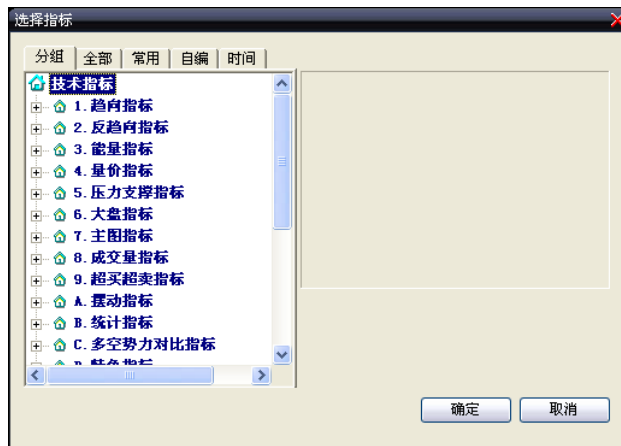 选择指标
分组 全部 常用 自编 时间
技术指标
1.趋向指标
2.反趋向指标
3.能量指标
4.量价指标
5.压力支撑指标
6.大盘指标
7.主图指标
8.成交量指标
9.超买超卖指标
A.摆动指标
B.统计指标
C.多空势力对比指标
D.特色指标
确定 取消